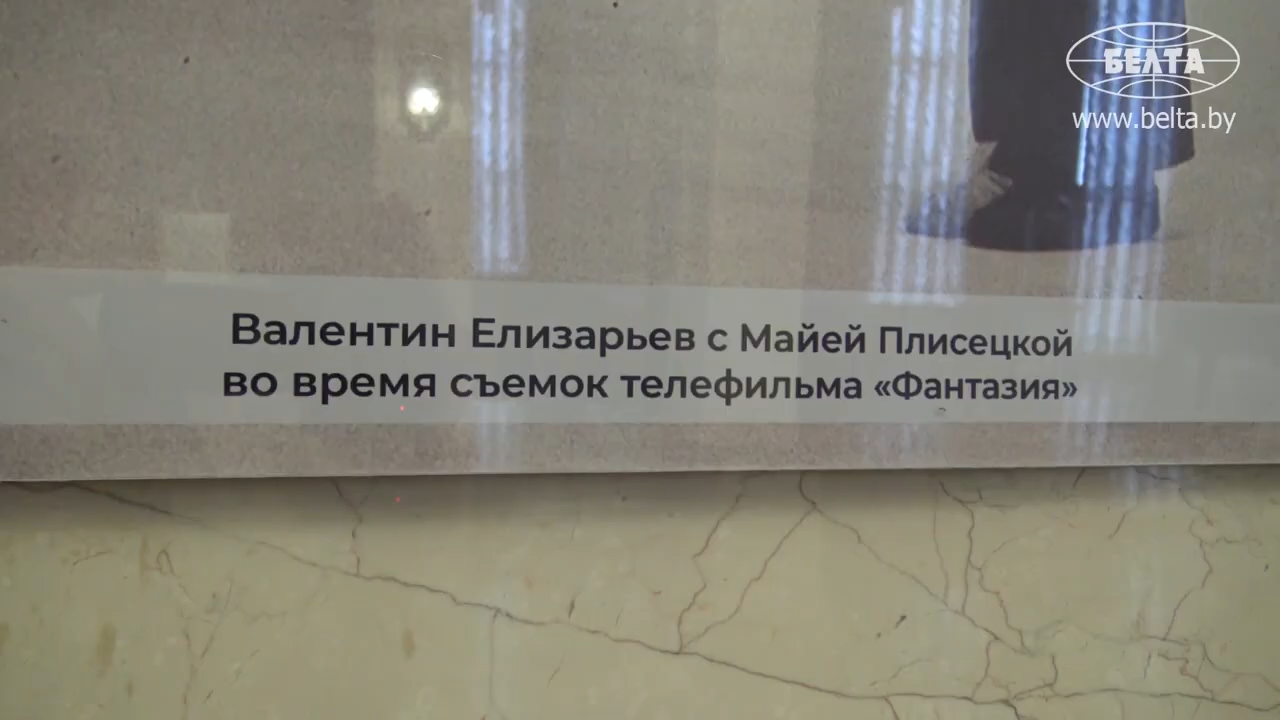 БЕЛТА
www.belta.by
Валентин Елизарьев с Майей Плисецкой
во время съемок телефильма «Фантазия»